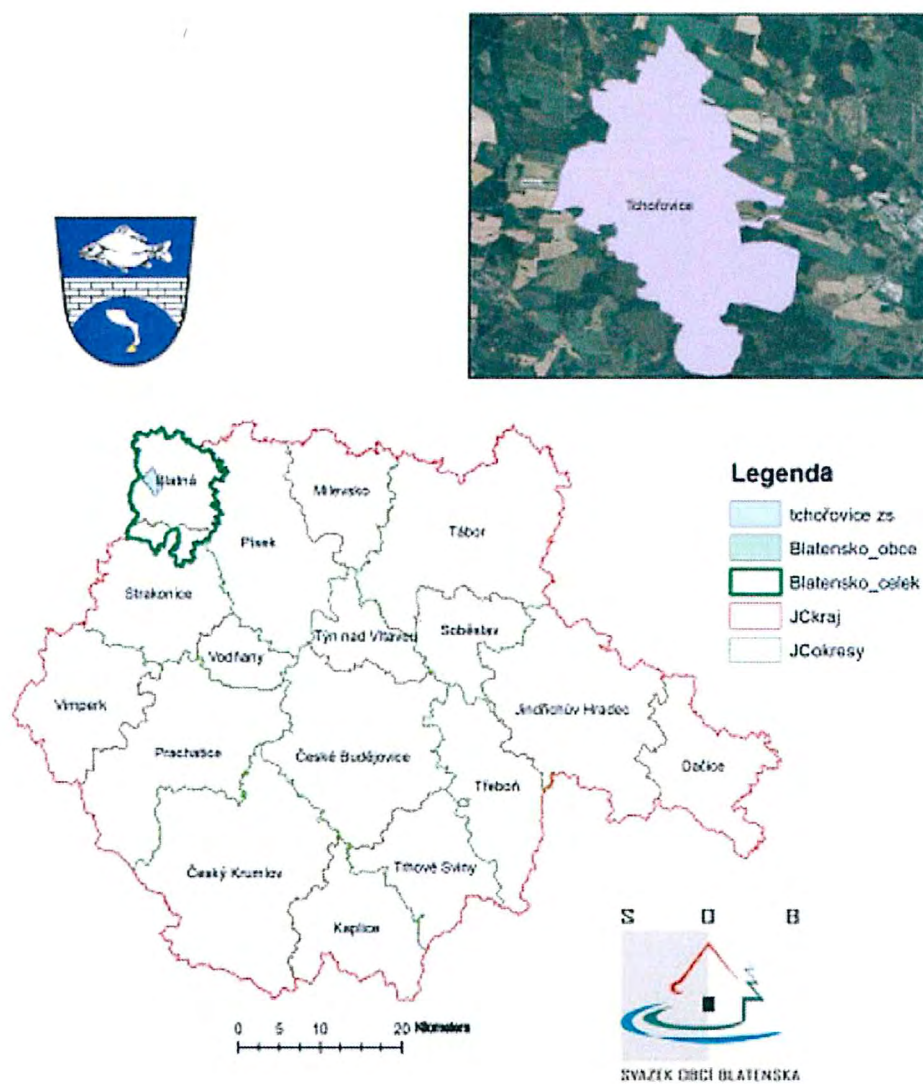 Tchořovice
Blatná
Milevsko
Písek
Tábor
Strakonice
Vodňany
Týn nad Vltavou
Soběslav
Vimperk
Prachatice
České Budějovice
Jindřichův Hradec
Dačice
Třeboň
Český Krumlov
Trhové Sviny
Kaplice
Legenda
tchořovice zs
Blatensko_obce
Blatensko_celek
JCkraj
JCokresy
0 5 10 20 Kilometers
S O B
SVAZEK OBCÍ BLATENSKA